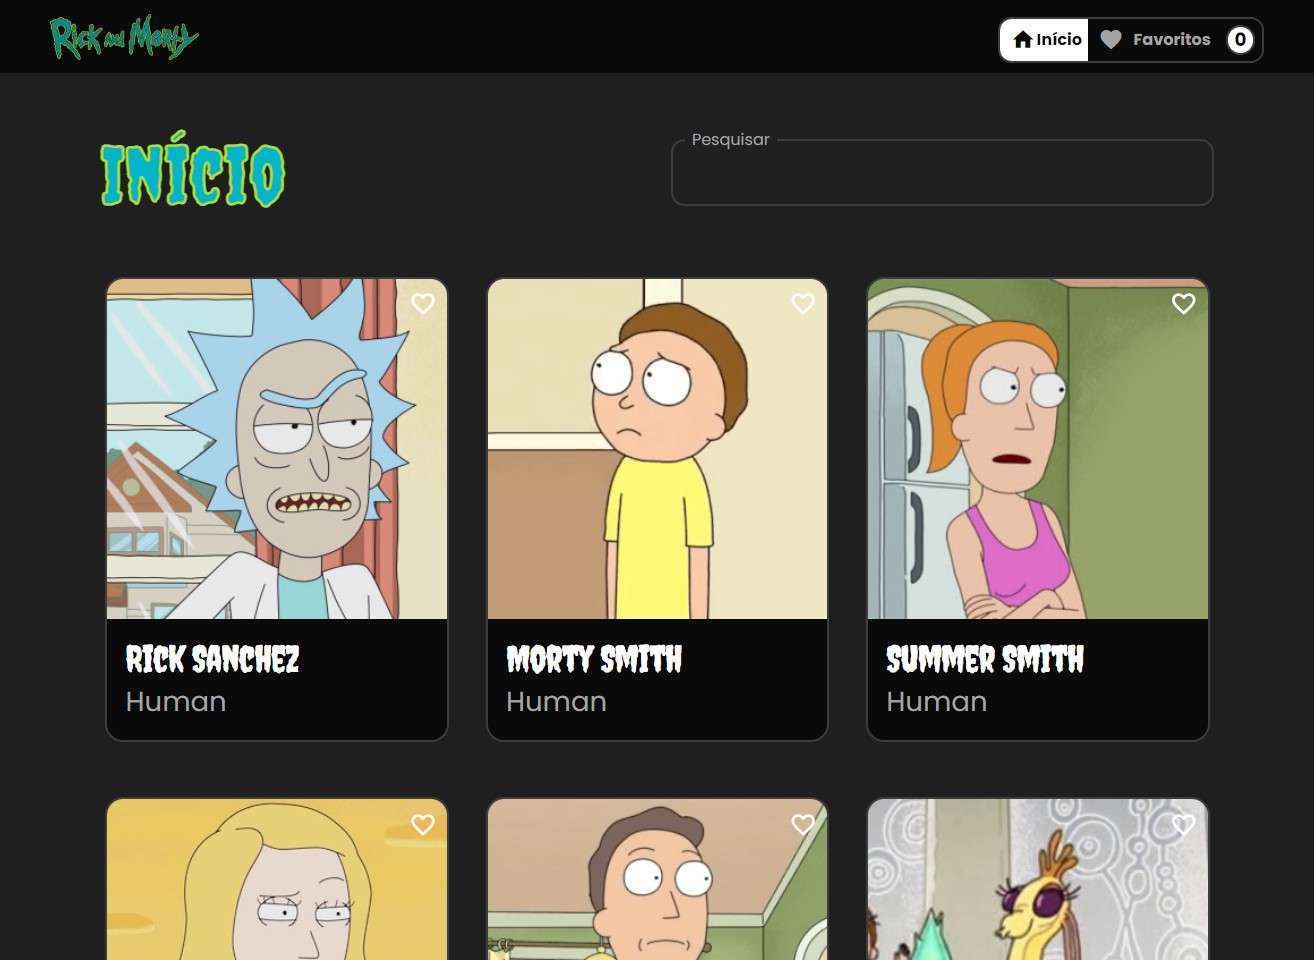 Rick and Morty
Início
Favoritos 0
INÍCIO
Pesquisar
RICK SANCHEZ
Human
MORTY SMITH
Human
SUMMER SMITH
Human